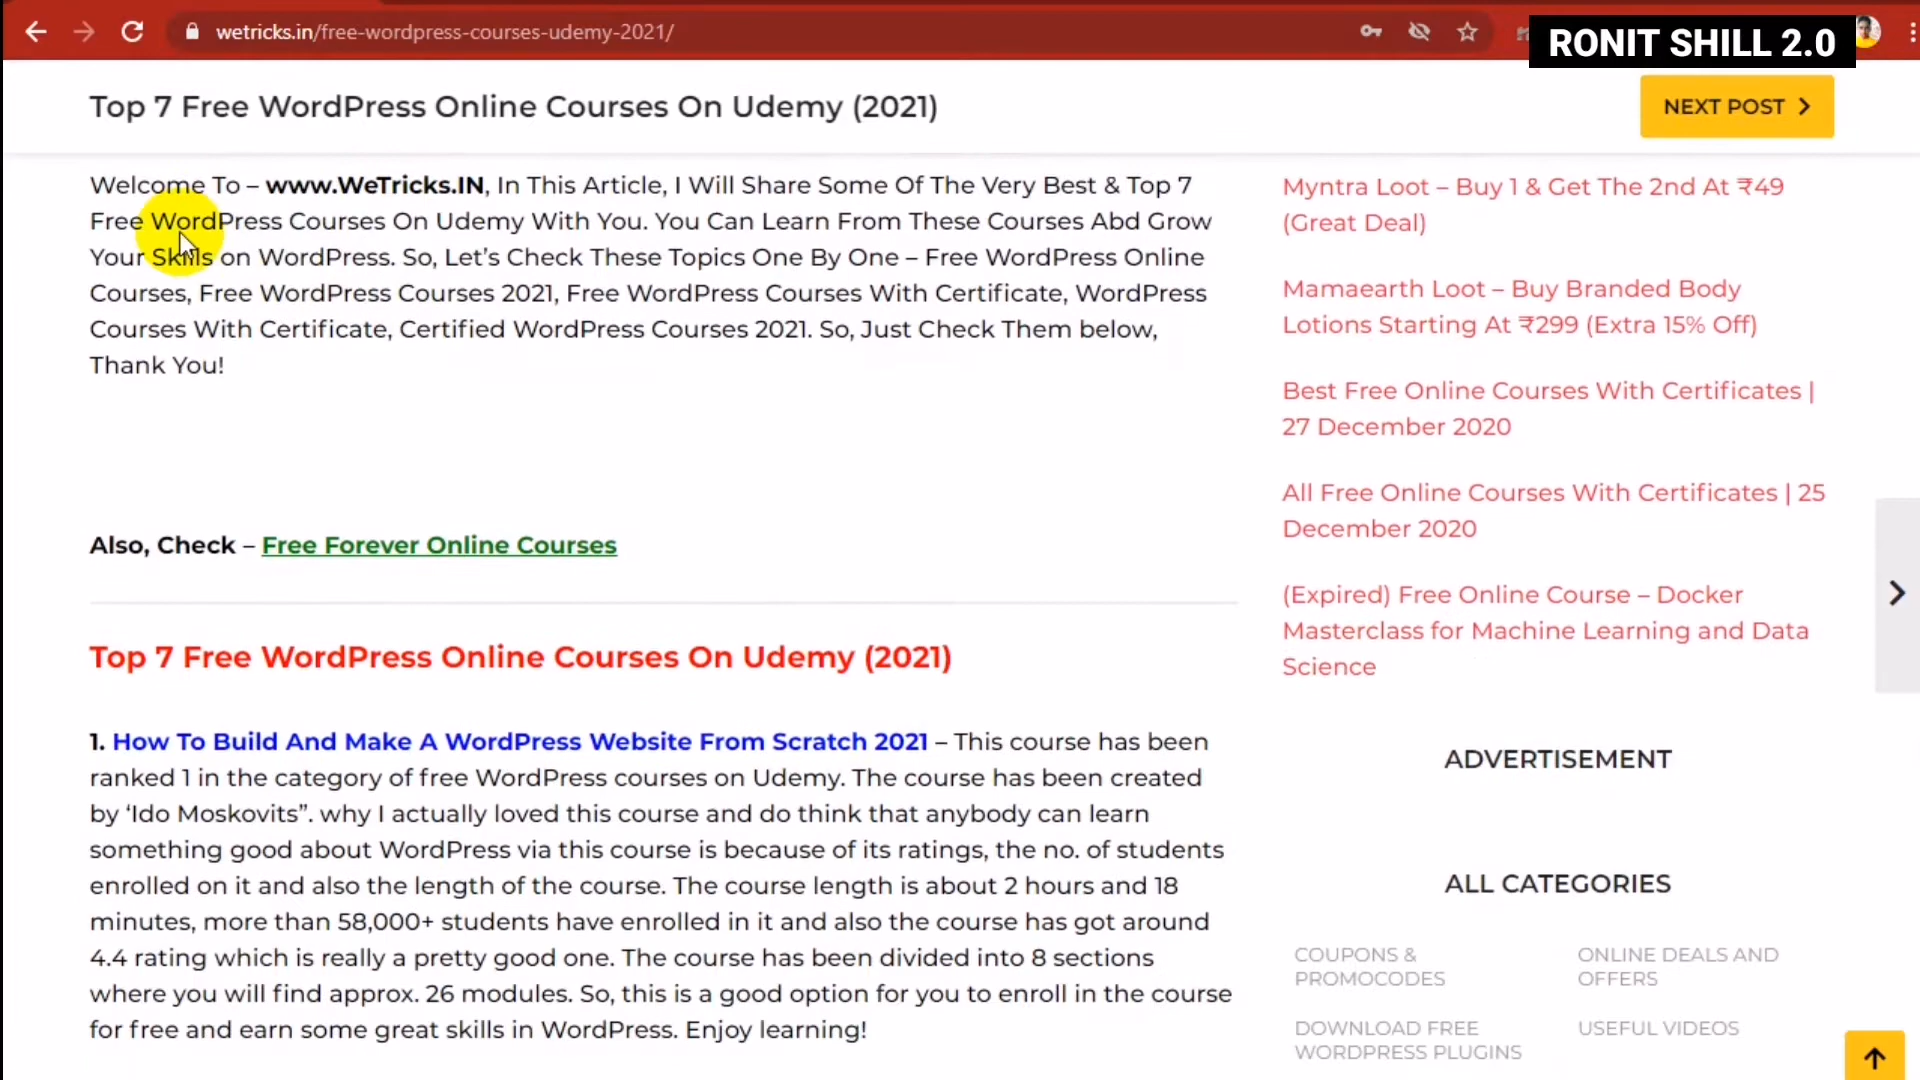 wetricks.in/free-wordpress-courses-udemy-2021/
RONIT SHILL 2.0
Top 7 Free WordPress Online Courses On Udemy (2021)
NEXT POST
Welcome To – www.WeTricks.IN, In This Article, I Will Share Some Of The Very Best & Top 7
Free WordPress Courses On Udemy With You. You Can Learn From These Courses Abd Grow
Your Skills on WordPress. So, Let's Check These Topics One By One – Free WordPress Online
Courses, Free WordPress Courses 2021, Free WordPress Courses With Certificate, WordPress
Courses With Certificate, Certified WordPress Courses 2021. So, Just Check Them below,
Thank You!
Also, Check – Free Forever Online Courses
Top 7 Free WordPress Online Courses On Udemy (2021)
1. How To Build And Make A WordPress Website From Scratch 2021 – This course has been
ranked 1 in the category of free WordPress courses on Udemy. The course has been created
by ‘Ido Moskovits”. why I actually loved this course and do think that anybody can learn
something good about WordPress via this course is because of its ratings, the no. of students
enrolled on it and also the length of the course. The course length is about 2 hours and 18
minutes, more than 58,000+ students have enrolled in it and also the course has got around
4.4 rating which is really a pretty good one. The course has been divided into 8 sections
where you will find approx. 26 modules. So, this is a good option for you to enroll in the course
for free and earn some great skills in WordPress. Enjoy learning!
Myntra Loot – Buy 1 & Get The 2nd At ₹49
(Great Deal)
Mamaearth Loot – Buy Branded Body
Lotions Starting At ₹299 (Extra 15% Off)
Best Free Online Courses With Certificates |
27 December 2020
All Free Online Courses With Certificates | 25
December 2020
(Expired) Free Online Course – Docker
Masterclass for Machine Learning and Data
Science
ADVERTISEMENT
ALL CATEGORIES
COUPONS &
PROMOCODES
ONLINE DEALS AND
OFFERS
DOWNLOAD FREE
WORDPRESS PLUGINS
USEFUL VIDEOS